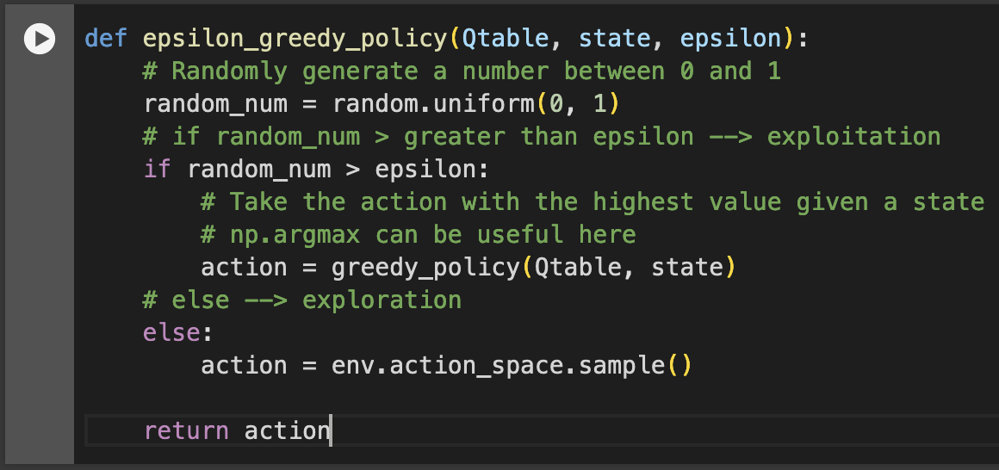 def epsilon_greedy_policy(Qtable, state, epsilon):
    # Randomly generate a number between 0 and 1
    random_num = random.uniform(0, 1)
    # if random_num > greater than epsilon --> exploitation
    if random_num > epsilon:
        # Take the action with the highest value given a state
        # np.argmax can be useful here
        action = greedy_policy(Qtable, state)
    # else --> exploration
    else:
        action = env.action_space.sample()
    return action